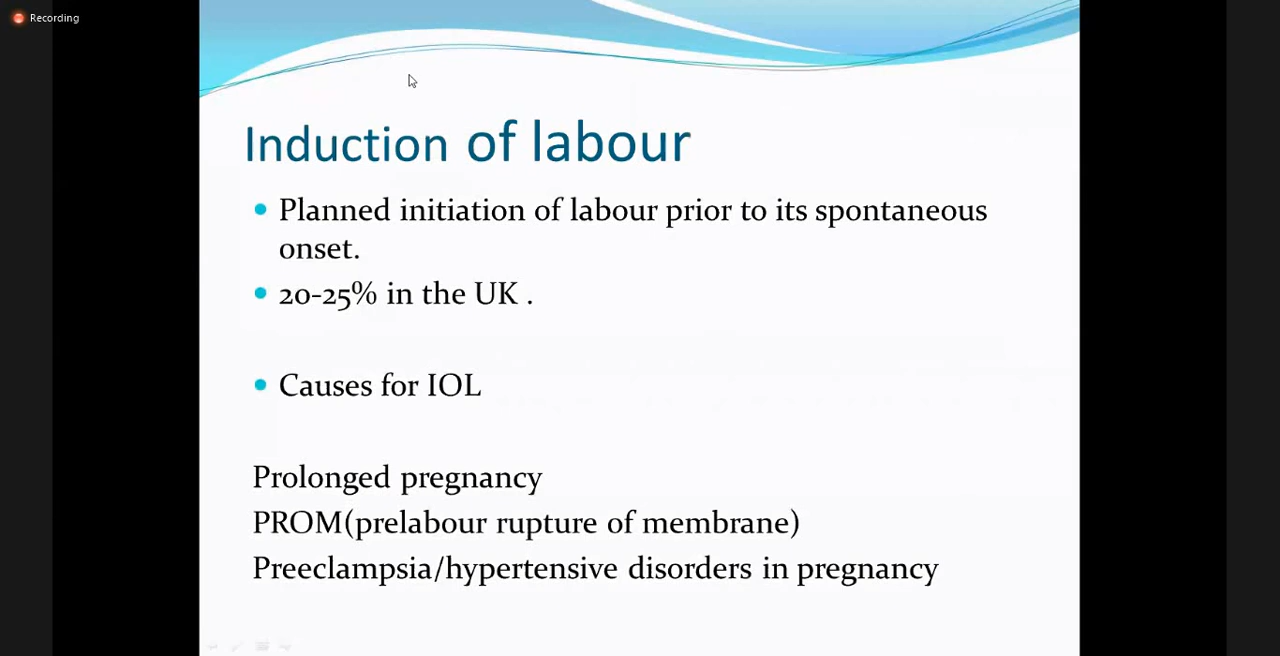 Recording
Induction of labour
Planned initiation of labour prior to its spontaneous
onset.
20-25% in the UK .
Causes for IOL
Prolonged pregnancy
PROM(prelabour rupture of membrane)
Preeclampsia/hypertensive disorders in pregnancy